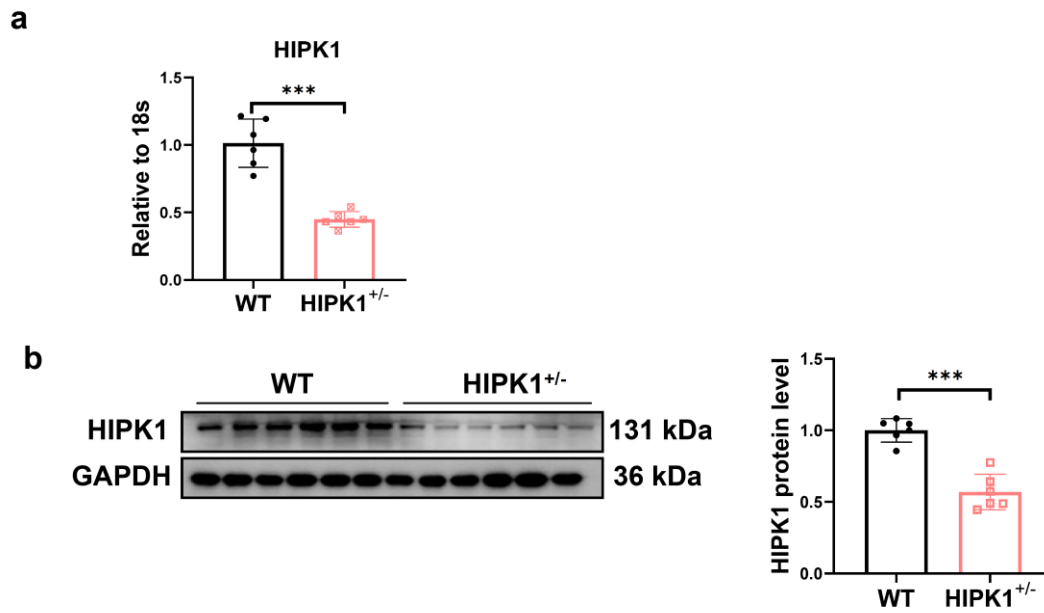 a
HIPK1
Relative to 18s
1.5
1.0
0.5
0.0
***
WT
HIPK1+/-
b
WT
HIPK1+/-
HIPK1
131 kDa
GAPDH
36 kDa
HIPK1 protein level
1.5
1.0
0.5
0.0
***
WT
HIPK1+/-